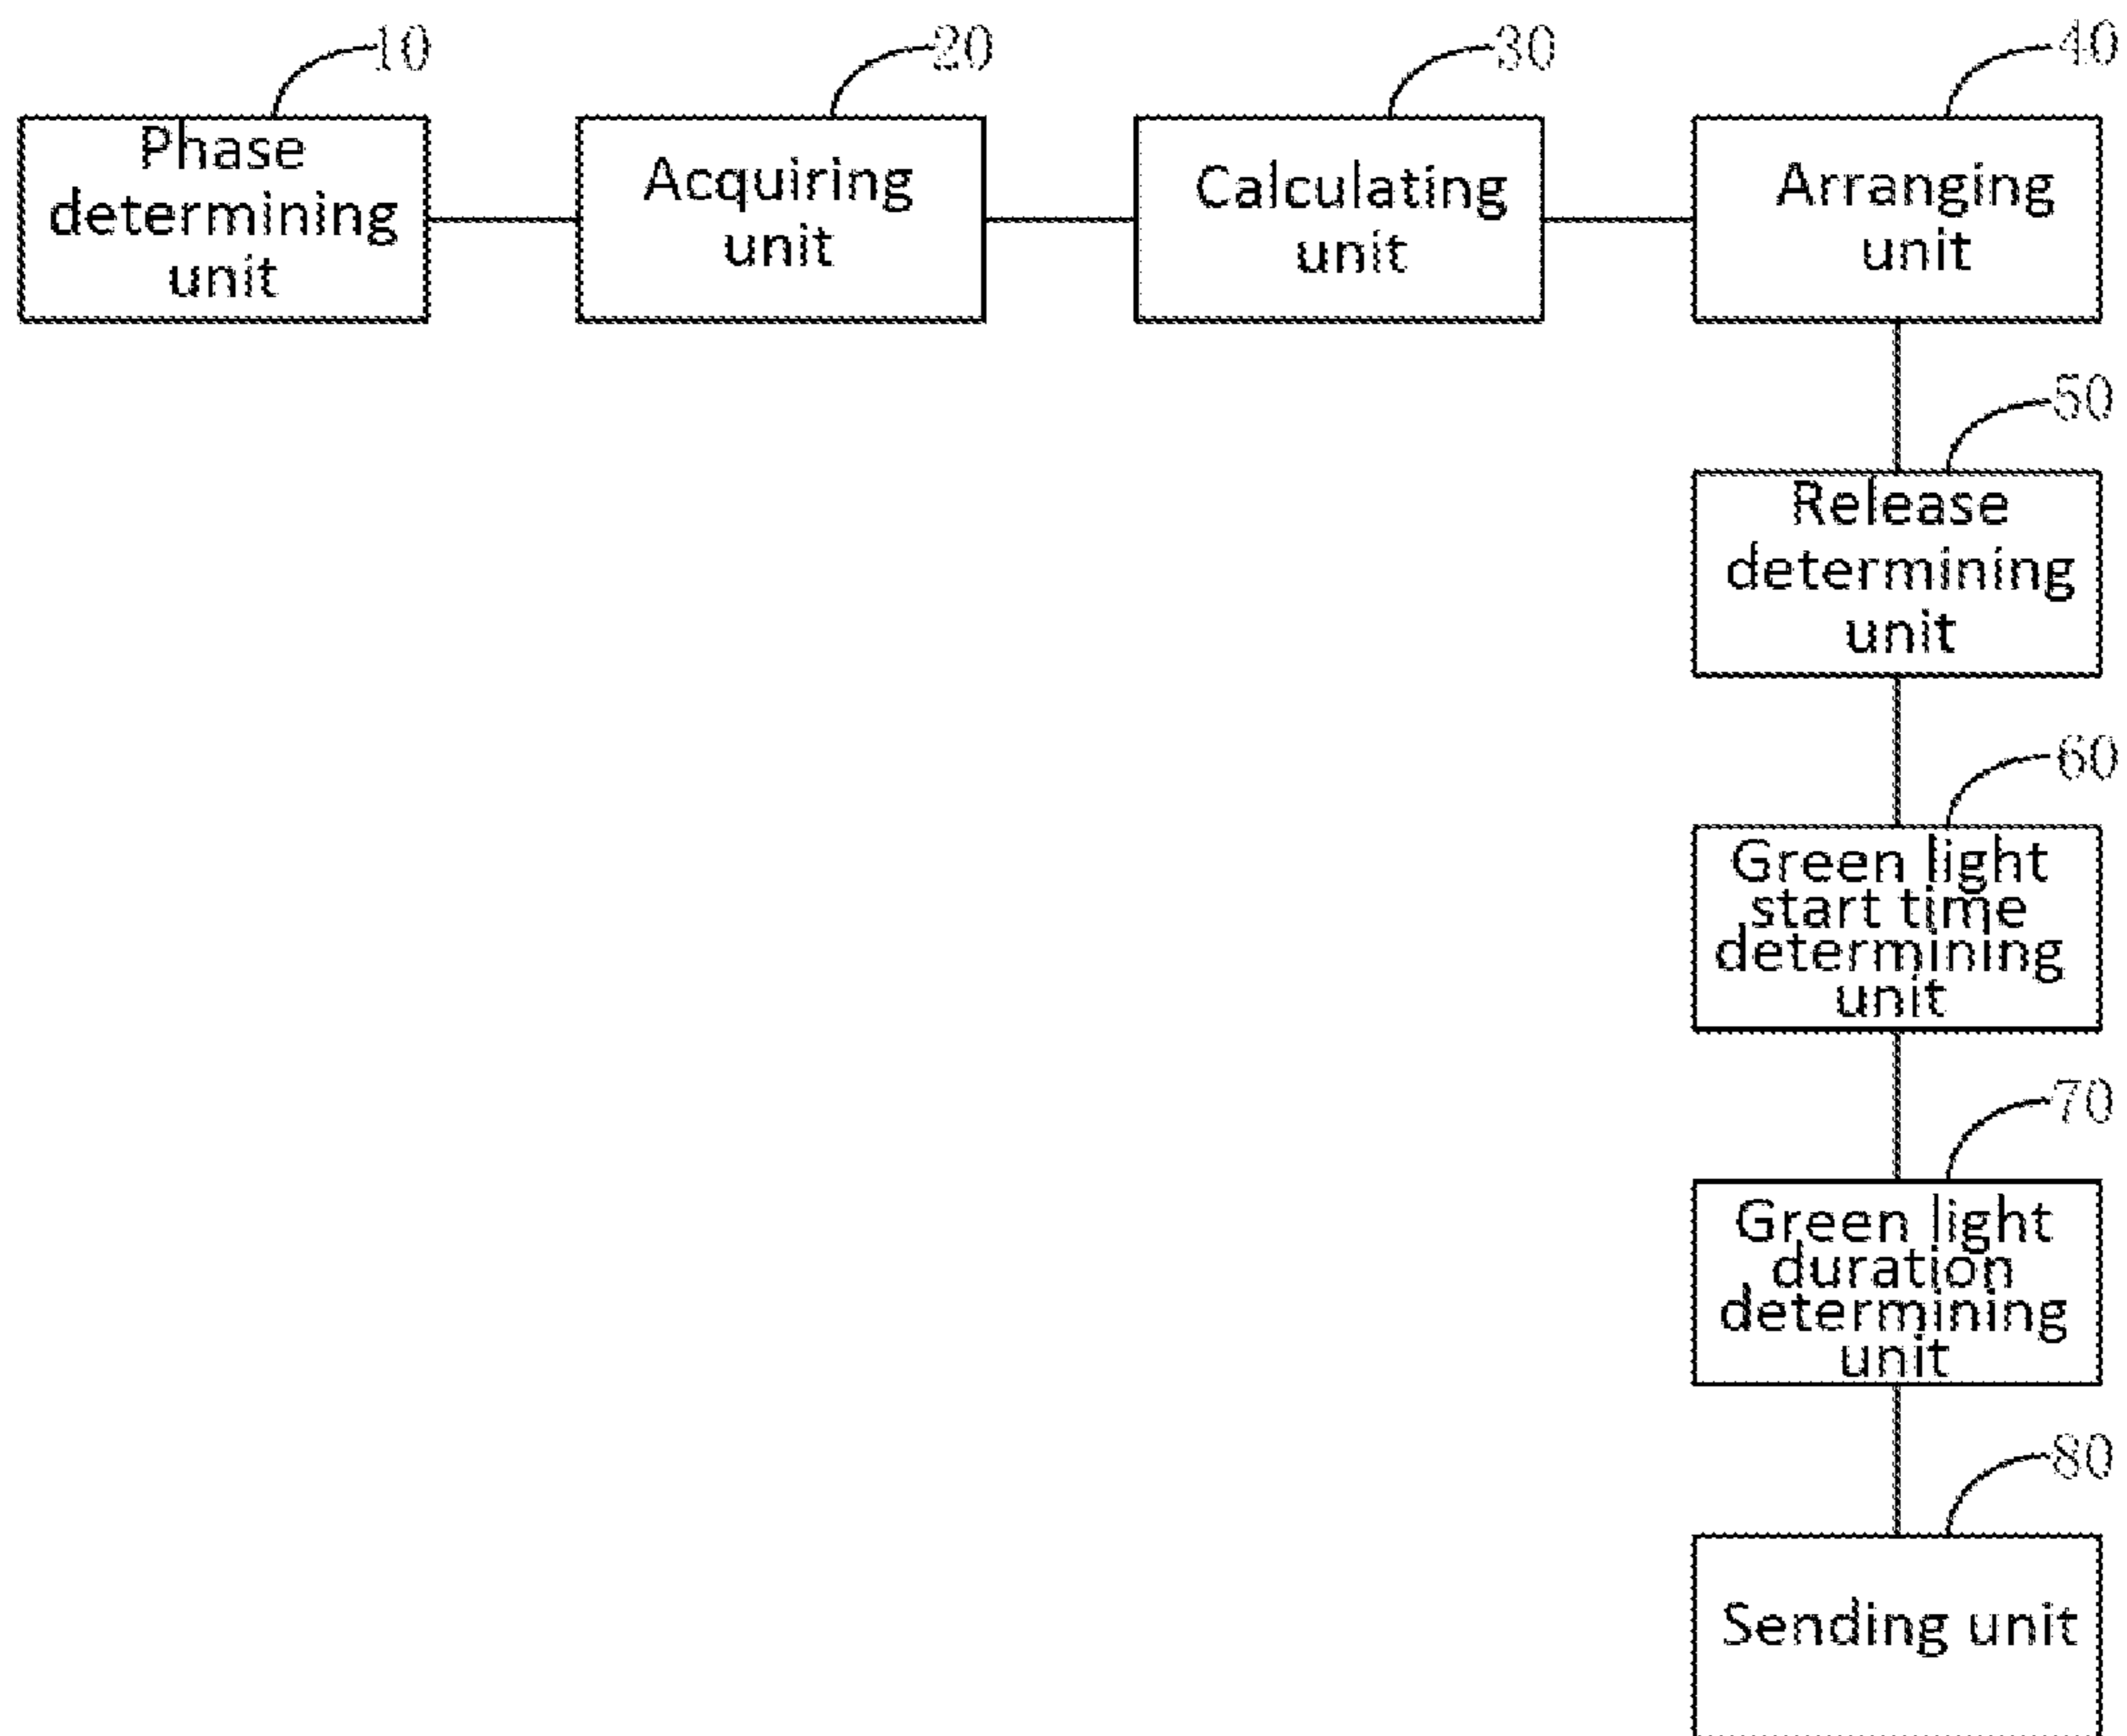 10
20
30
40
Phase
determining
unit
Acquiring
unit
Calculating
unit
Arranging
unit
50
Release
determining
unit
60
Green light
start time
determining
unit
70
Green light
duration
determining
unit
80
Sending unit